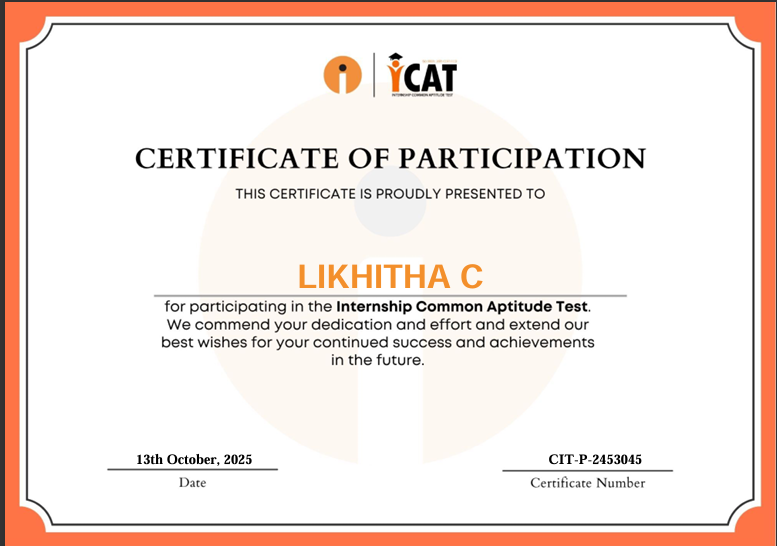 iCAT
INTERNSHIP COMMON APTITUDE TEST
CERTIFICATE OF PARTICIPATION
THIS CERTIFICATE IS PROUDLY PRESENTED TO
LIKHITHA C
for participating in the Internship Common Aptitude Test.
We commend your dedication and effort and extend our
best wishes for your continued success and achievements
in the future.
13th October, 2025
Date
CIT-P-2453045
Certificate Number